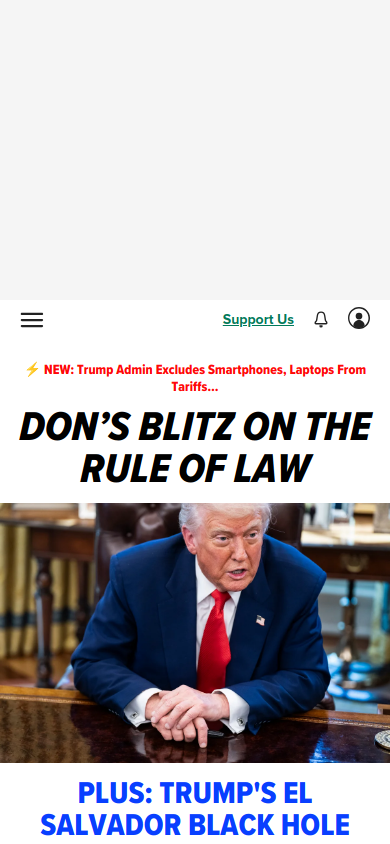 Support Us
⚡ NEW: Trump Admin Excludes Smartphones, Laptops From
Tariffs...
DON’S BLITZ ON THE
RULE OF LAW
PLUS: TRUMP'S EL
SALVADOR BLACK HOLE